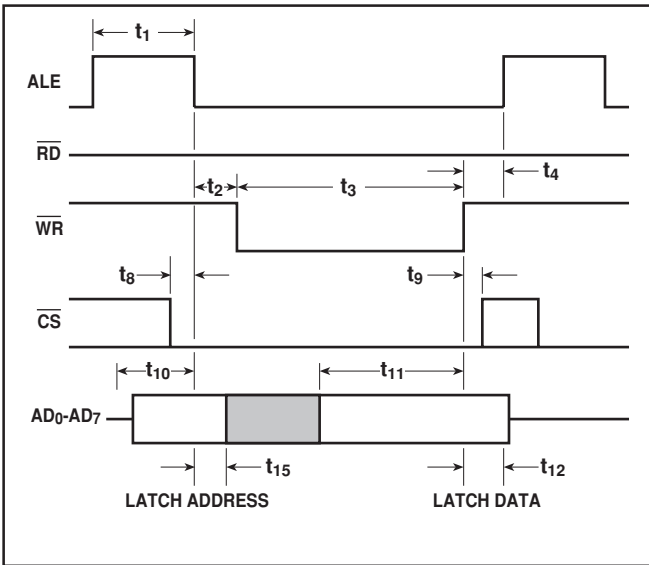 t1
ALE
RD
t2 t3 t4
WR
t8 t9
CS
t10 t11
AD0-AD7
t15 t12
LATCH ADDRESS LATCH DATA